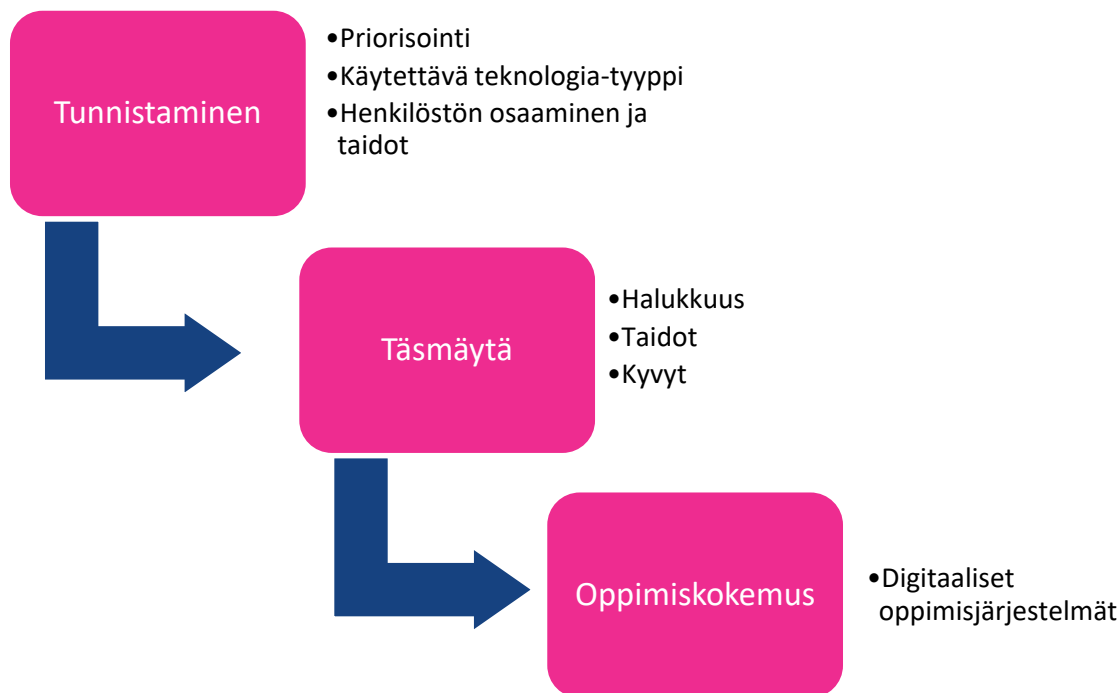 Tunnistaminen
•Priorisointi
•Käytettävä teknologia-tyyppi
•Henkilöstön osaaminen ja
taidot
Täsmäytä
•Halukkuus
•Taidot
•Kyvyt
Oppimiskokemus
•Digitaaliset
oppimisjärjestelmät